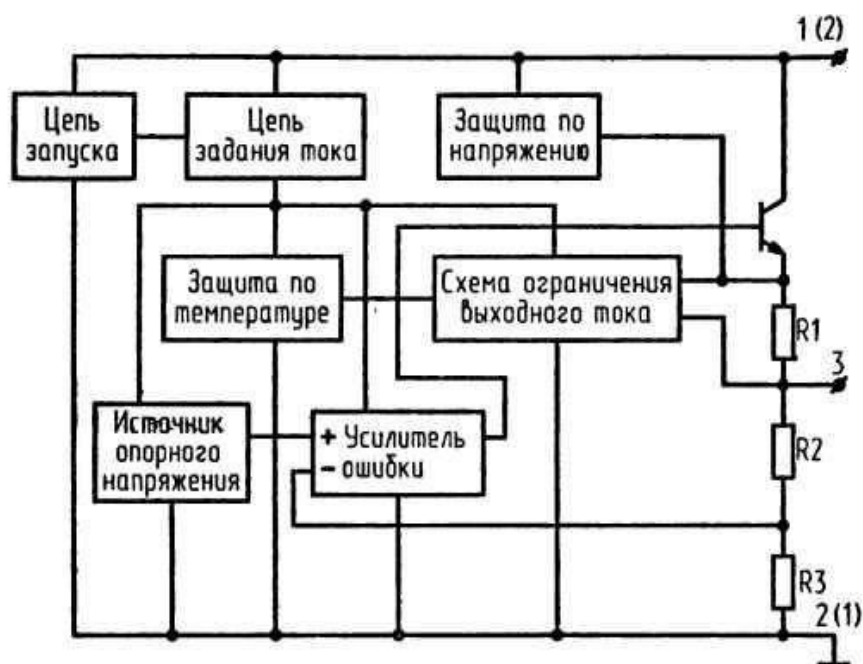 1 (2)
Цепь
запуска
Цепь
задания тока
Защита по
напряжению
Защита по
температуре
Схема ограничения
выходного тока
R1
3
Источник
опорного
напряжения
+ Усилитель
- ошибки
R2
R3
2 (1)